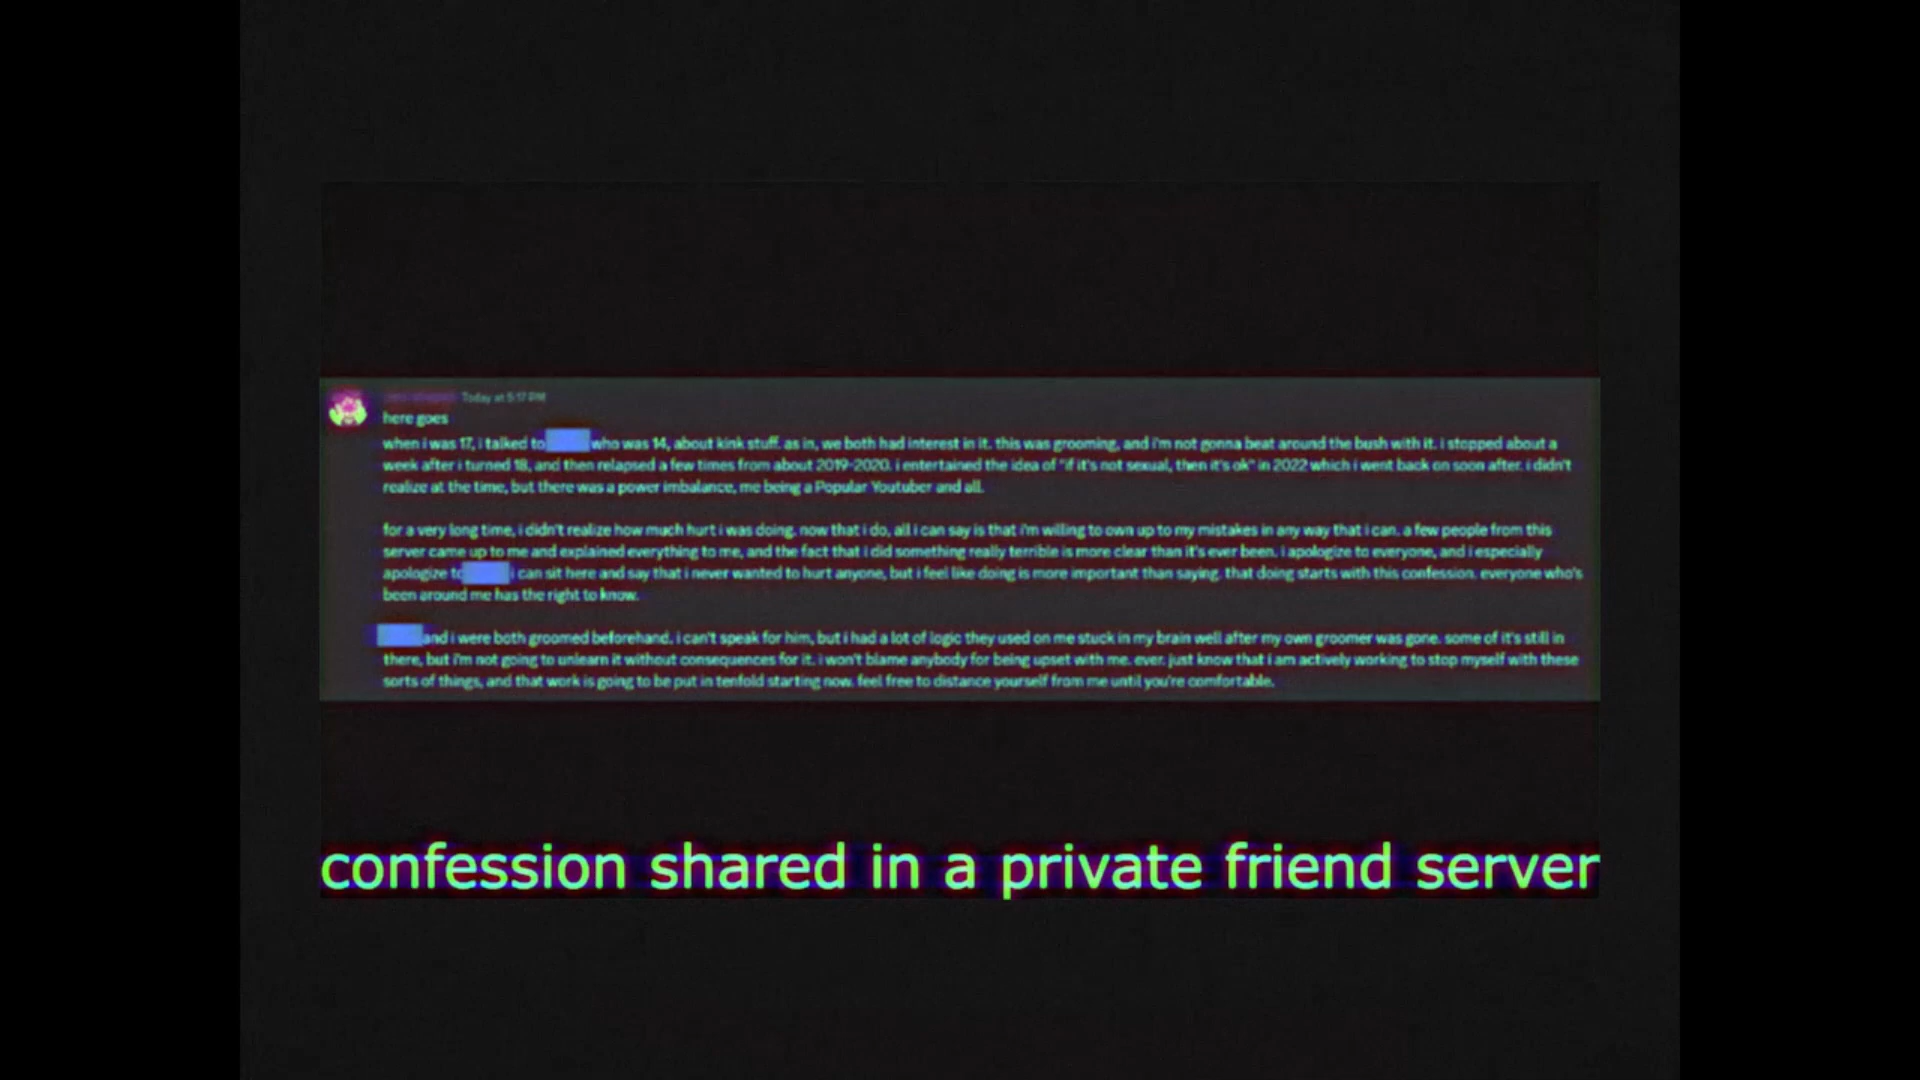 Today at 5:17 PM
here goes
when i was 17, i talked to who was 14, about kink stuff. as in, we both had interest in it. this was grooming, and i'm not gonna beat around the bush with it. i stopped about a
week after i turned 18, and then relapsed a few times from about 2019-2020. i entertained the idea of "if it's not sexual, then it's ok" in 2022 which i went back on soon after. i didn't
realize at the time, but there was a power imbalance, me being a Popular Youtuber and all.
for a very long time, i didn't realize how much hurt i was doing. now that i do, all i can say is that i'm willing to own up to my mistakes in any way that i can. a few people from this
server came up to me and explained everything to me, and the fact that i did something really terrible is more clear than it's ever been. i apologize to everyone, and i especially
apologize to i can sit here and say that i never wanted to hurt anyone, but i feel like doing is more important than saying. that doing starts with this confession. everyone who's
been around me has the right to know.
and i were both groomed beforehand. i can't speak for him, but i had a lot of logic they used on me stuck in my brain well after my own groomer was gone. some of it's still in
there, but i'm not going to unlearn it without consequences for it. i won't blame anybody for being upset with me. ever. just know that i am actively working to stop myself with these
sorts of things, and that work is going to be put in tenfold starting now. feel free to distance yourself from me until you're comfortable.
confession shared in a private friend server